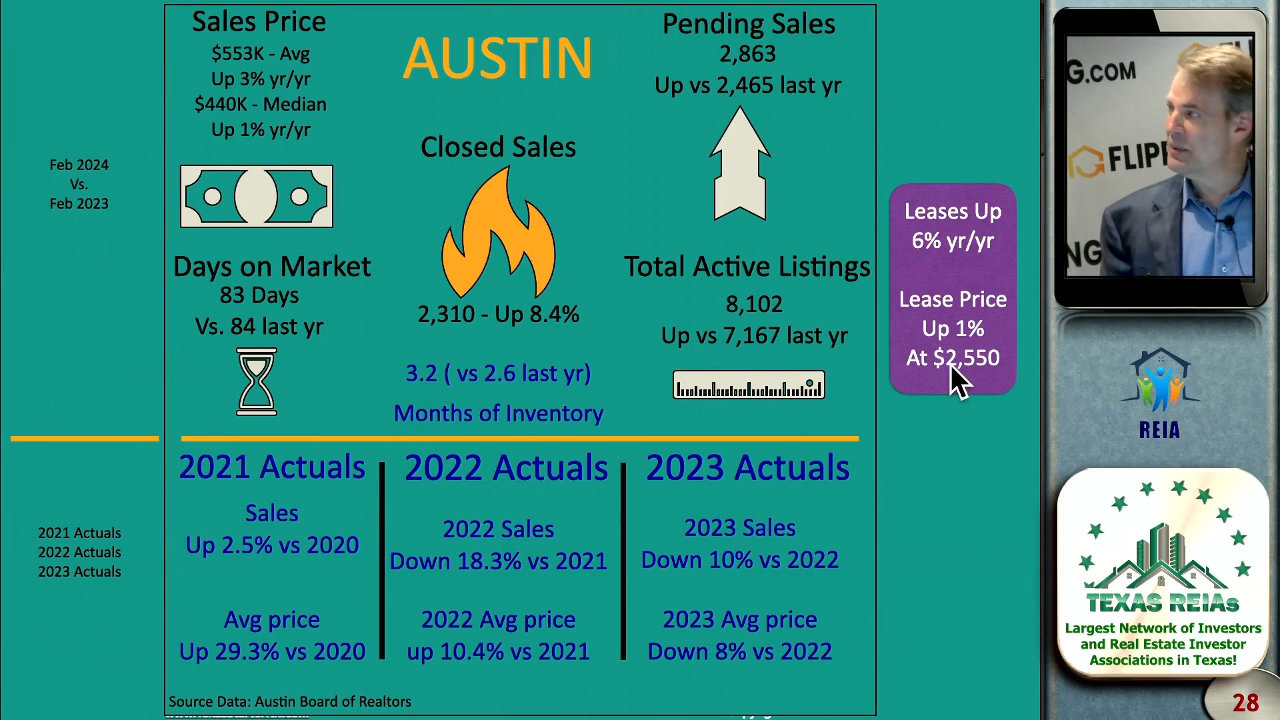 Feb 2024
Vs.
Feb 2023
Sales Price
$553K - Avg
Up 3% yr/yr
$440K - Median
Up 1% yr/yr
Days on Market
83 Days
Vs. 84 last yr
AUSTIN
Closed Sales
2,310 - Up 8.4%
3.2 ( vs 2.6 last yr)
Months of Inventory
Pending Sales
2,863
Up vs 2,465 last yr
Total Active Listings
8,102
Up vs 7,167 last yr
Leases Up
6% yr/yr
Lease Price
Up 1%
At $2,550
2021 Actuals
2022 Actuals
2023 Actuals
2021 Actuals
Sales
Up 2.5% vs 2020
Avg price
Up 29.3% vs 2020
2022 Actuals
2022 Sales
Down 18.3% vs 2021
2022 Avg price
up 10.4% vs 2021
2023 Actuals
2023 Sales
Down 10% vs 2022
2023 Avg price
Down 8% vs 2022
Source Data: Austin Board of Realtors
G.COM
REIA
TEXAS REIAs
Largest Network of Investors
and Real Estate Investor
Associations in Texas!
28